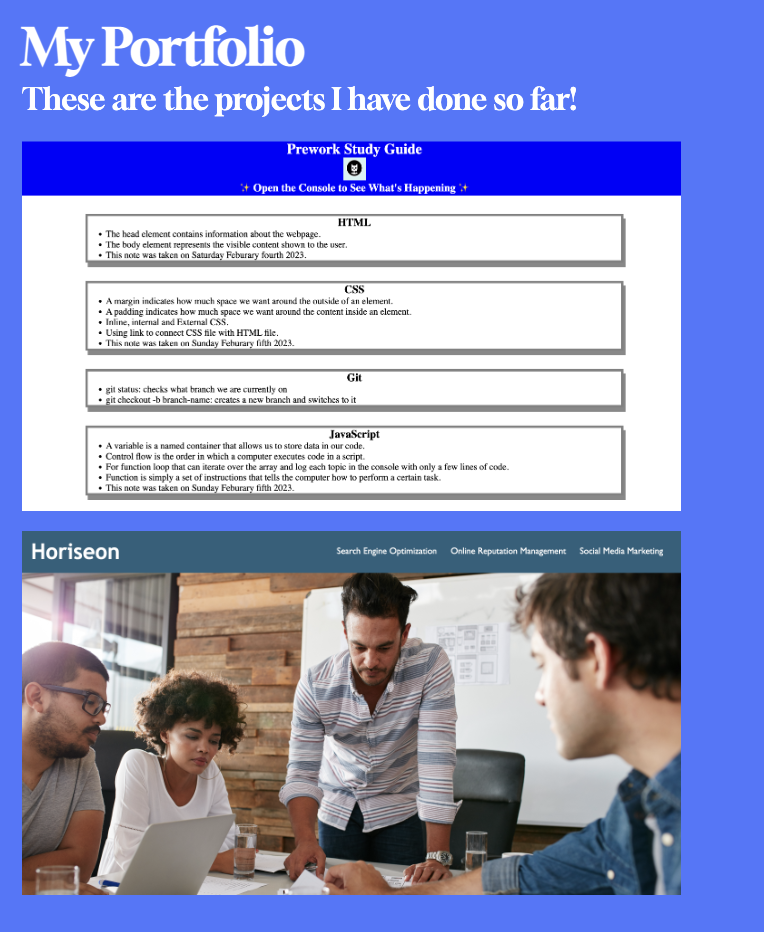 My Portfolio
These are the projects I have done so far!
Prework Study Guide
✨ Open the Console to See What's Happening ✨
HTML
• The head element contains information about the webpage.
• The body element represents the visible content shown to the user.
• This note was taken on Saturday Feburary fourth 2023.
CSS
• A margin indicates how much space we want around the outside of an element.
• A padding indicates how much space we want around the content inside an element.
• Inline, internal and External CSS.
• Using link to connect CSS file with HTML file.
• This note was taken on Sunday Feburary fifth 2023.
Git
• git status: checks what branch we are currently on
• git checkout -b branch-name: creates a new branch and switches to it
JavaScript
• A variable is a named container that allows us to store data in our code.
• Control flow is the order in which a computer executes code in a script.
• For function loop that can iterate over the array and log each topic in the console with only a few lines of code.
• Function is simply a set of instructions that tells the computer how to perform a certain task.
• This note was taken on Sunday Feburary fifth 2023.
Horiseon
Search Engine Optimization Online Reputation Management Social Media Marketing